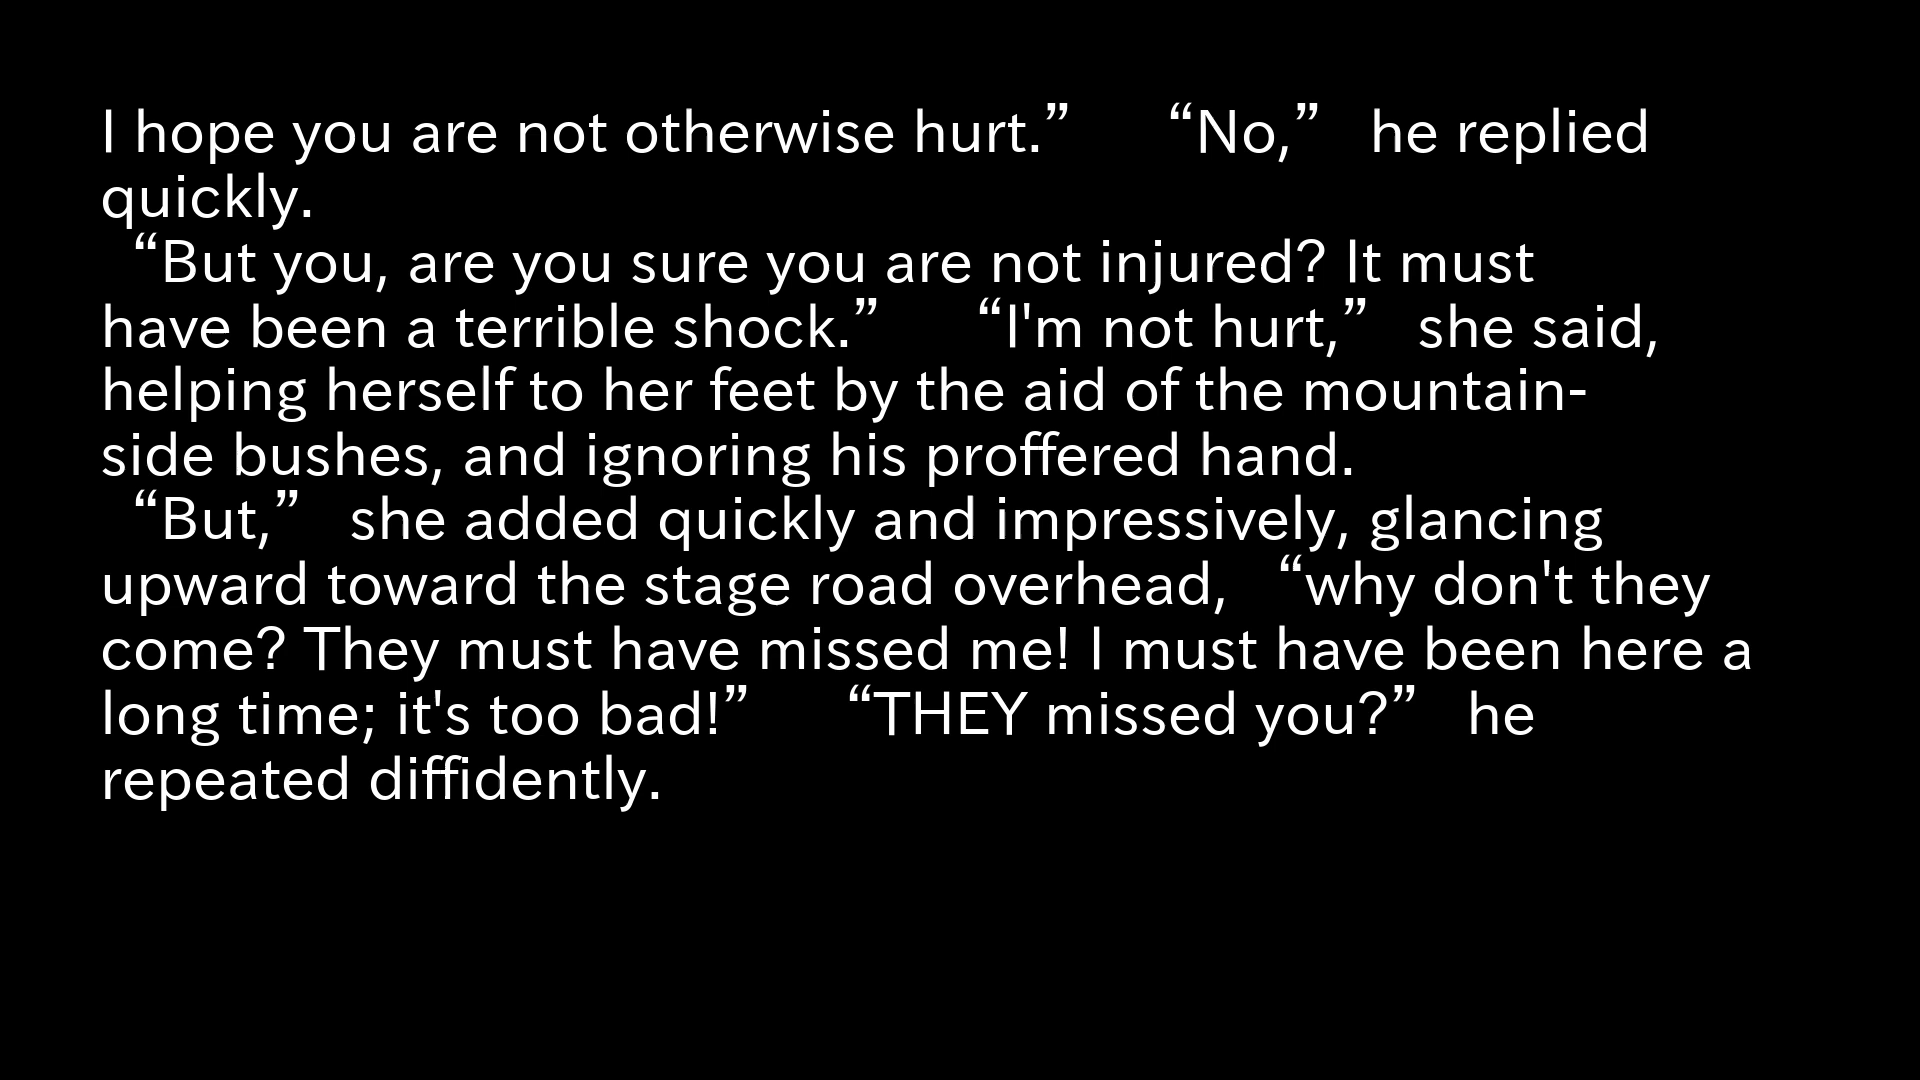 I hope you are not otherwise hurt.” “No,” he replied
quickly.
“But you, are you sure you are not injured? It must
have been a terrible shock.” “I'm not hurt,” she said,
helping herself to her feet by the aid of the mountain-
side bushes, and ignoring his proffered hand.
“But,” she added quickly and impressively, glancing
upward toward the stage road overhead, “why don't they
come? They must have missed me! I must have been here a
long time; it's too bad!” “THEY missed you?” he
repeated diffidently.